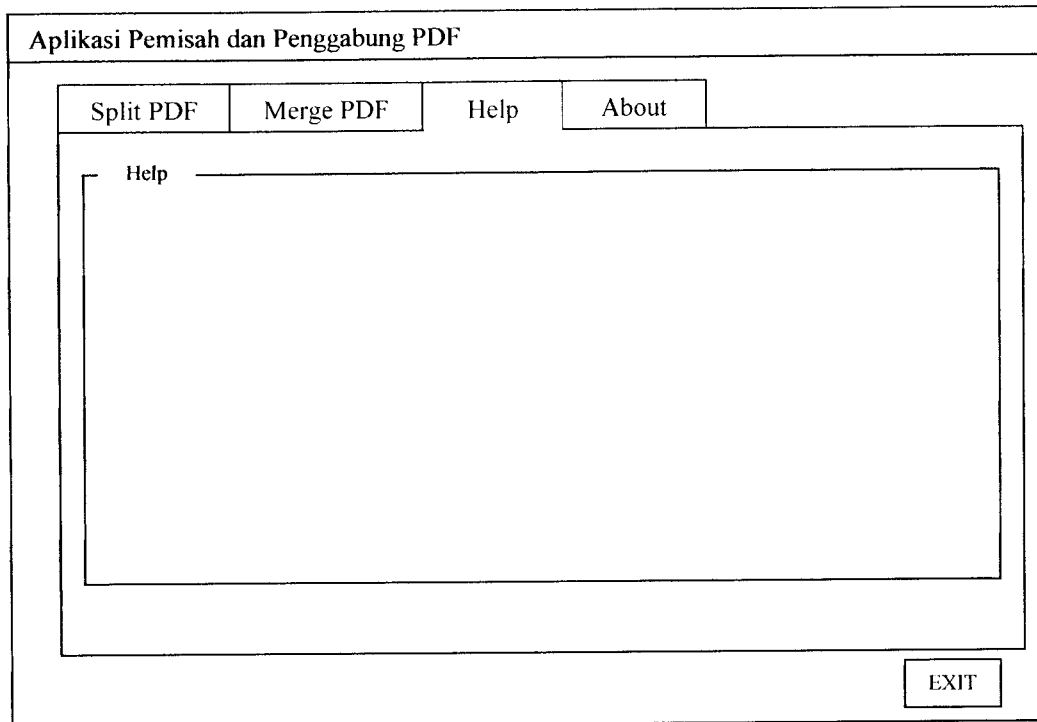 Aplikasi Pemisah dan Penggabung PDF
Split PDF Merge PDF Help About
Help
EXIT